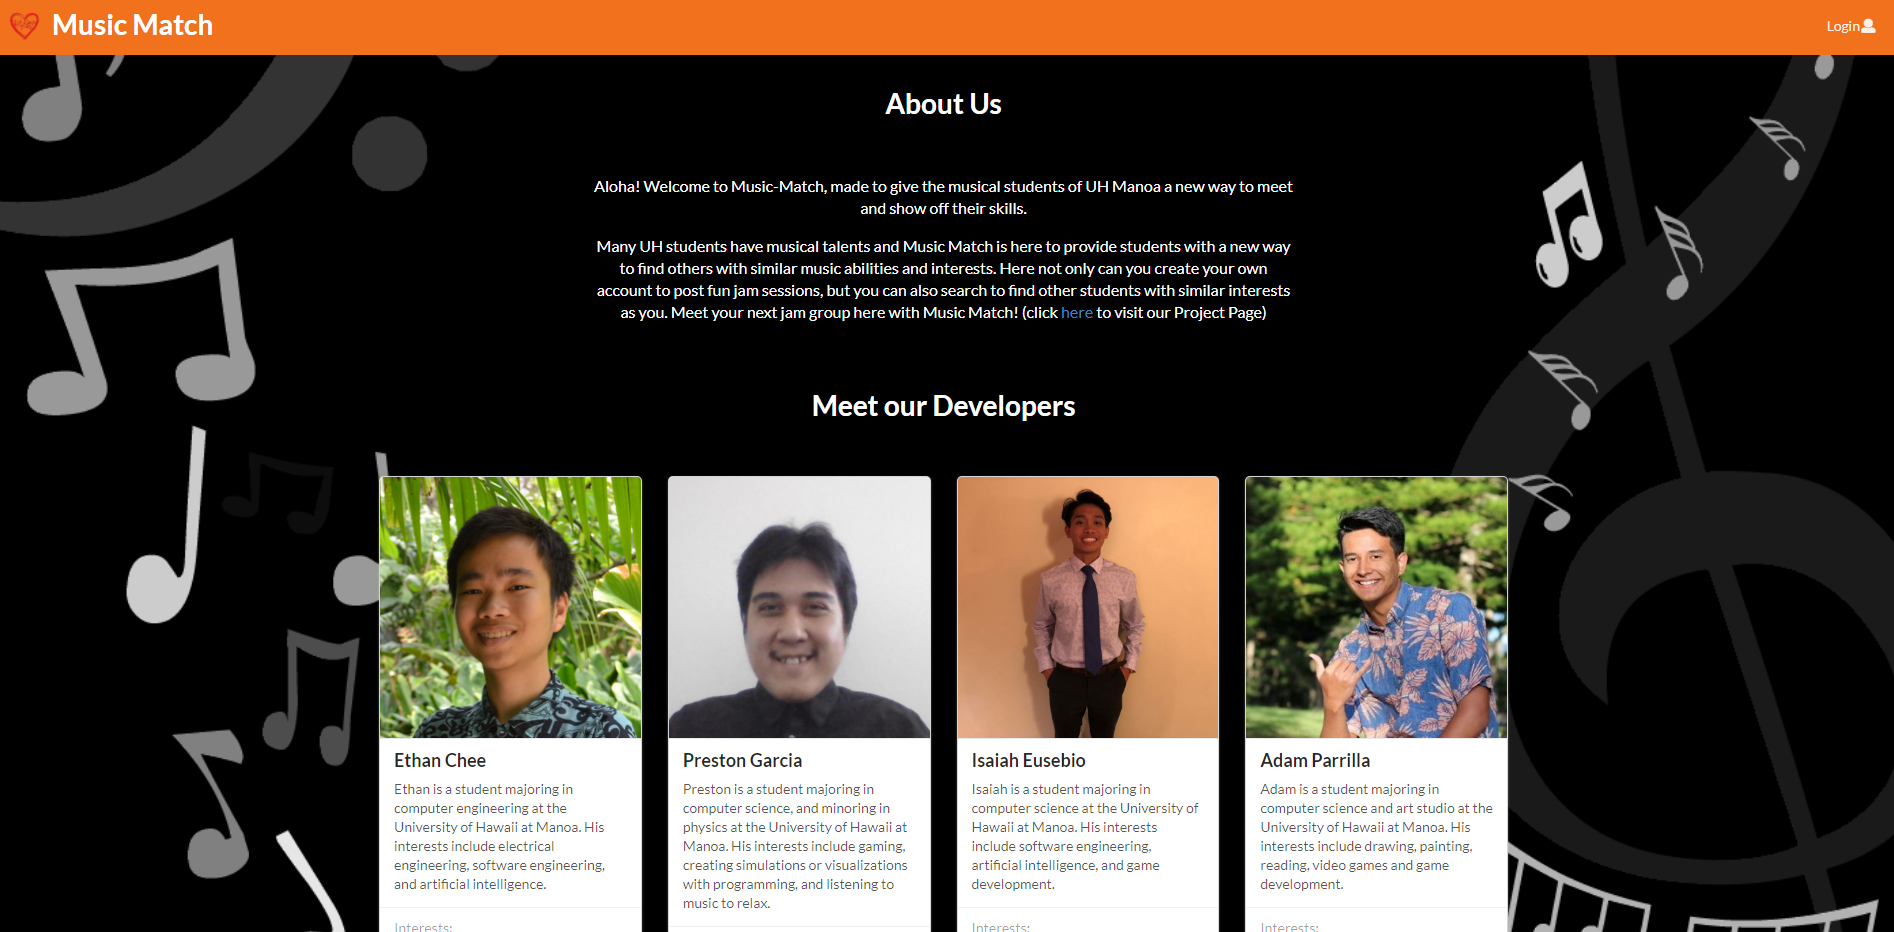 Music Match
Login
About Us
Aloha! Welcome to Music-Match, made to give the musical students of UH Manoa a new way to meet
and show off their skills.
Many UH students have musical talents and Music Match is here to provide students with a new way
to find others with similar music abilities and interests. Here not only can you create your own
account to post fun jam sessions, but you can also search to find other students with similar interests
as you. Meet your next jam group here with Music Match! (click here to visit our Project Page)
Meet our Developers
Ethan Chee
Ethan is a student majoring in
computer engineering at the
University of Hawaii at Manoa. His
interests include electrical
engineering, software engineering,
and artificial intelligence.
Interests:
Preston Garcia
Preston is a student majoring in
computer science, and minoring in
physics at the University of Hawaii at
Manoa. His interests include gaming,
creating simulations or visualizations
with programming, and listening to
music to relax.
Isaiah Eusebio
Isaiah is a student majoring in
computer science at the University of
Hawaii at Manoa. His interests
include software engineering,
artificial intelligence, and game
development.
Interests:
Adam Parrilla
Adam is a student majoring in
computer science and art studio at the
University of Hawaii at Manoa. His
interests include drawing, painting,
reading, video games and game
development.
Interests: